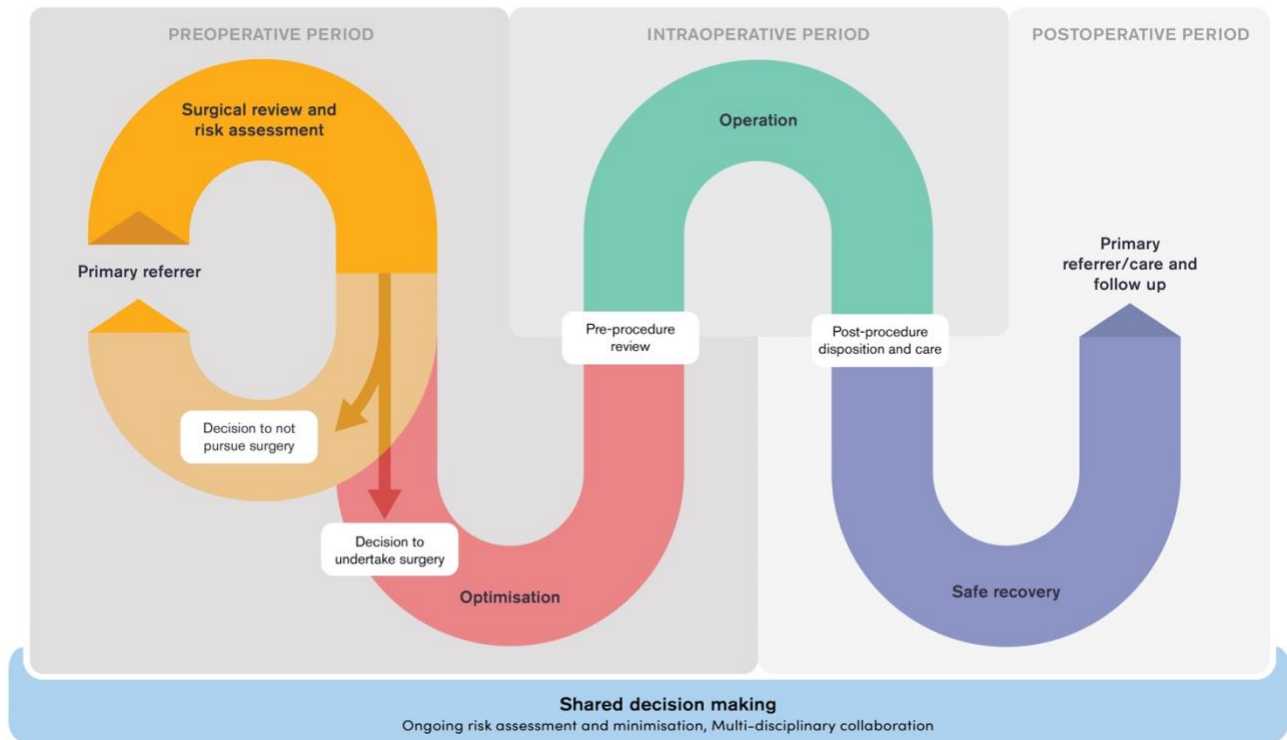 PREOPERATIVE PERIOD
INTRAOPERATIVE PERIOD
POSTOPERATIVE PERIOD
Surgical review and
risk assessment
Operation
Primary referrer
Primary
referrer/care and
follow up
Pre-procedure
review
Post-procedure
disposition and care
Decision to not
pursue surgery
Decision to
undertake surgery
Optimisation
Safe recovery
Shared decision making
Ongoing risk assessment and minimisation, Multi-disciplinary collaboration